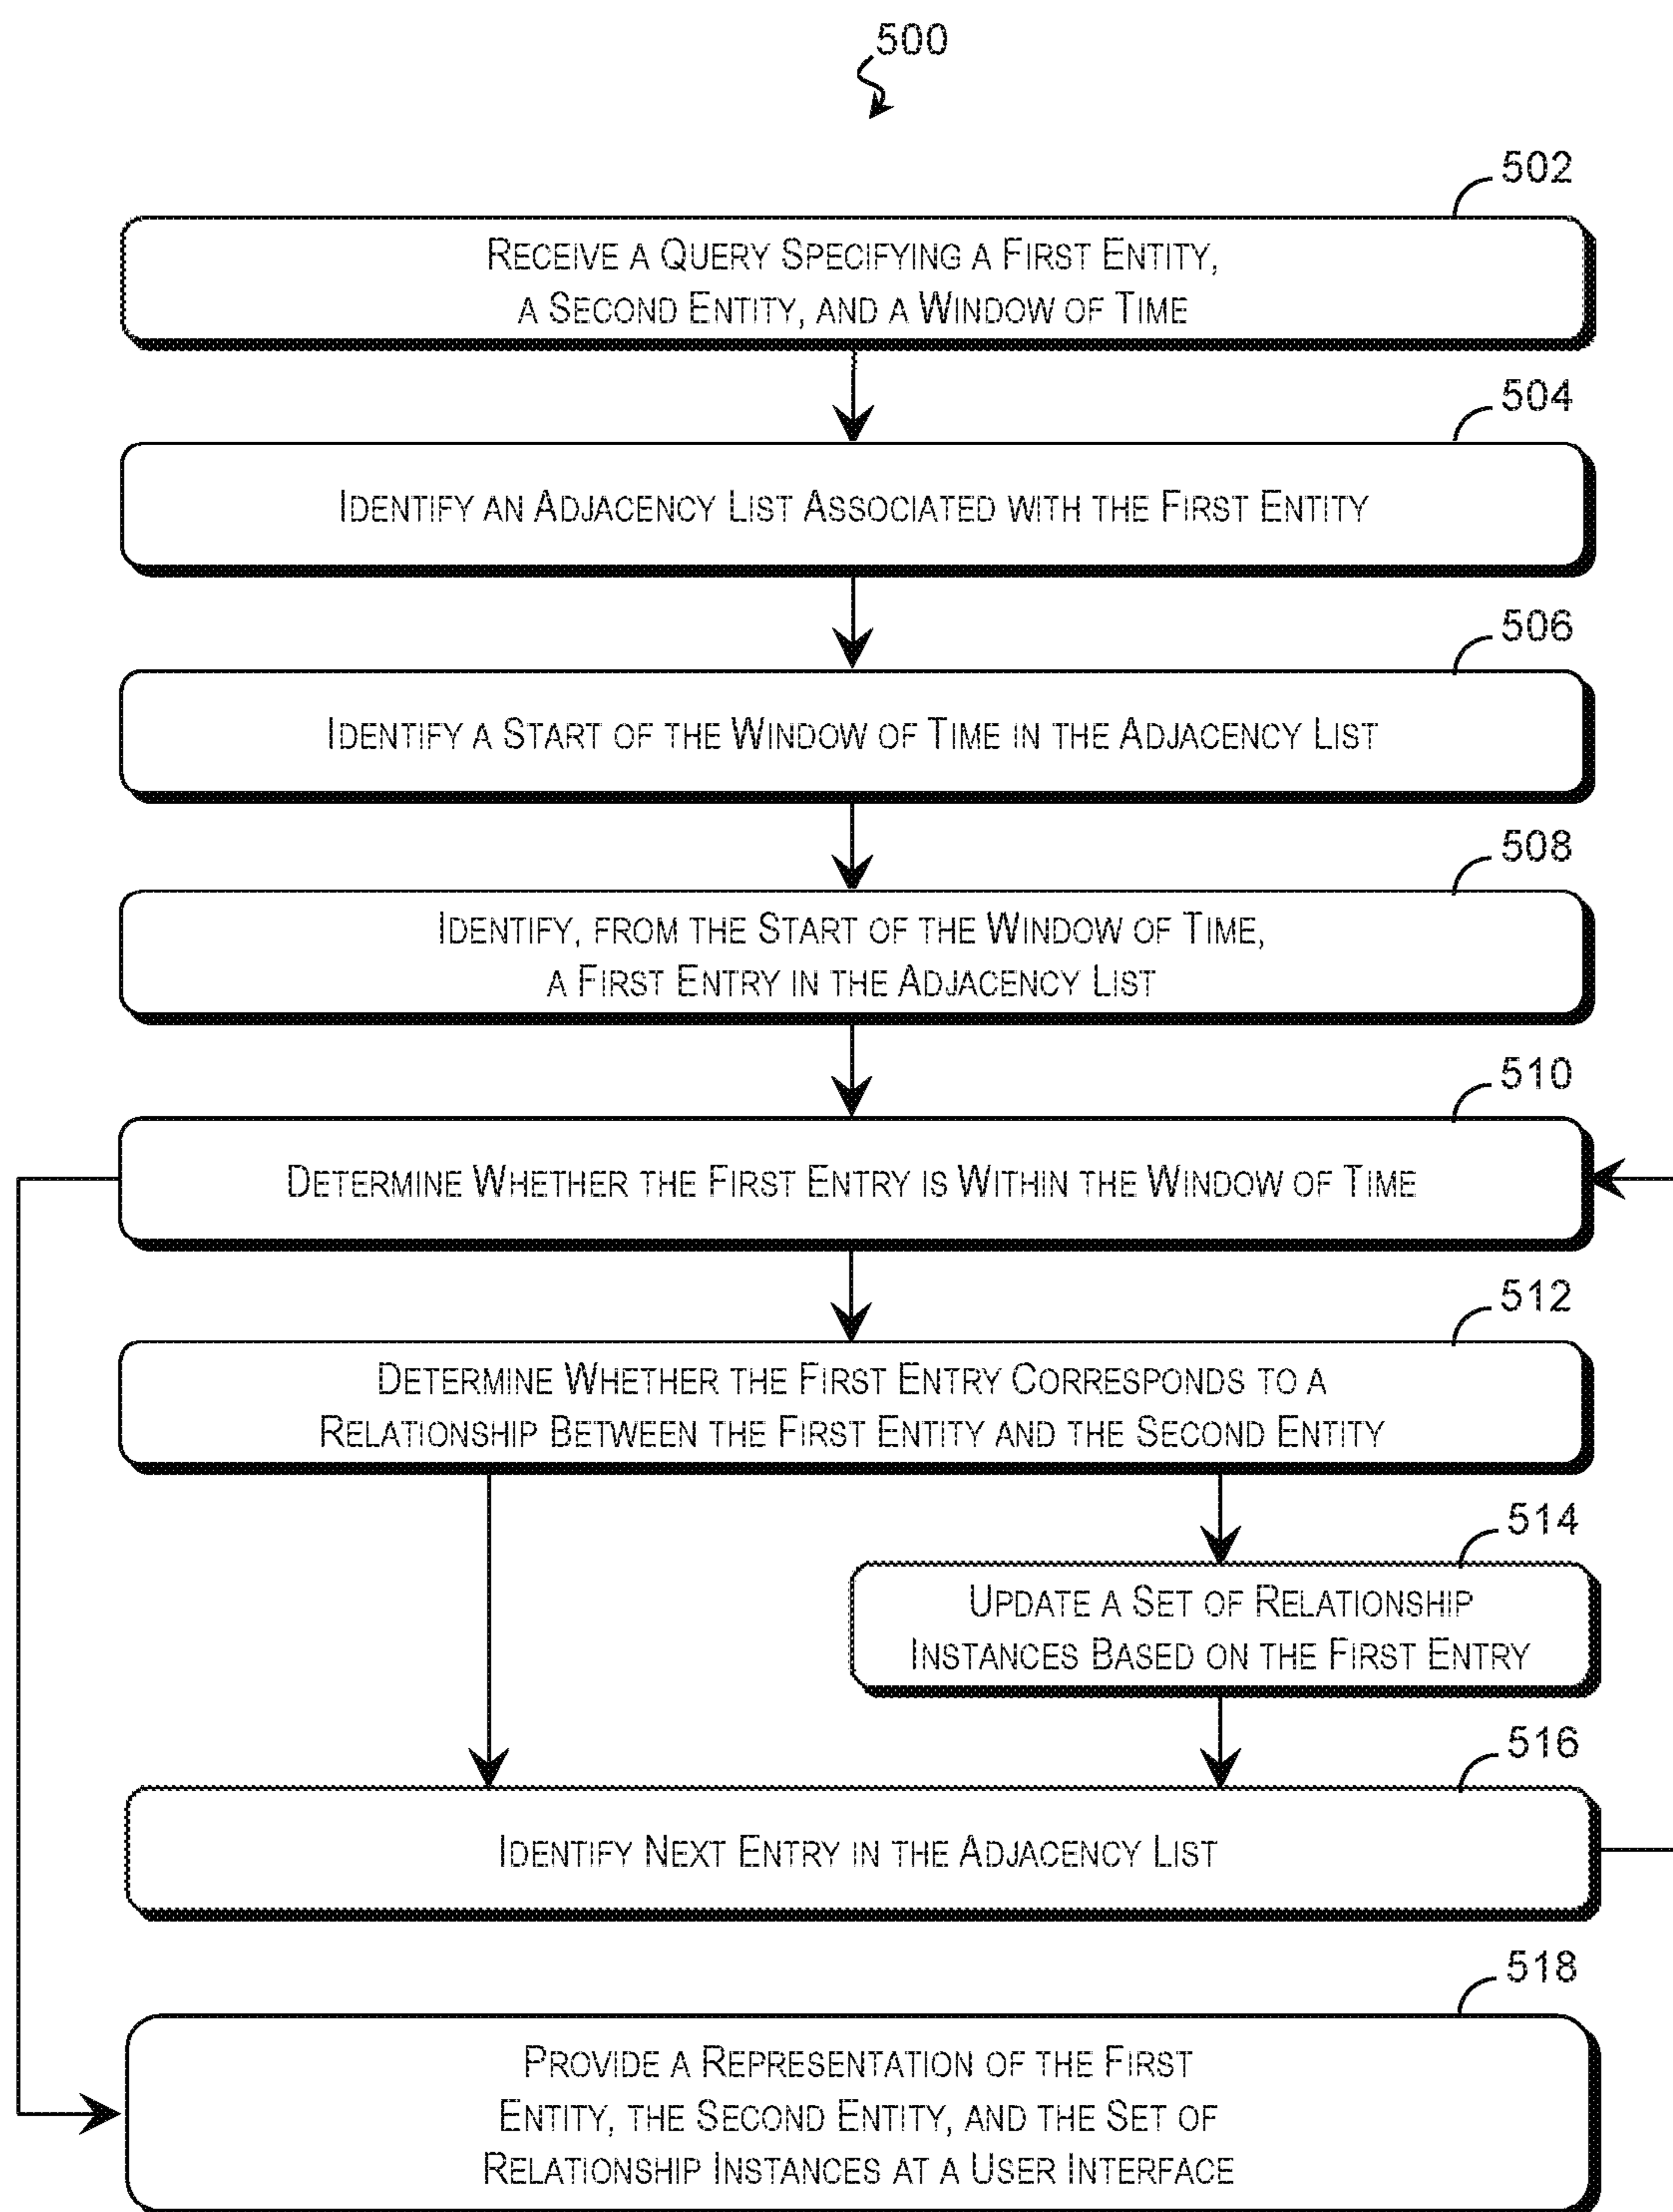 500
502
RECEIVE A QUERY SPECIFYING A FIRST ENTITY,
A SECOND ENTITY, AND A WINDOW OF TIME
504
IDENTIFY AN ADJACENCY LIST ASSOCIATED WITH THE FIRST ENTITY
506
IDENTIFY A START OF THE WINDOW OF TIME IN THE ADJACENCY LIST
508
IDENTIFY, FROM THE START OF THE WINDOW OF TIME,
A FIRST ENTRY IN THE ADJACENCY LIST
510
DETERMINE WHETHER THE FIRST ENTRY IS WITHIN THE WINDOW OF TIME
512
DETERMINE WHETHER THE FIRST ENTRY CORRESPONDS TO A
RELATIONSHIP BETWEEN THE FIRST ENTITY AND THE SECOND ENTITY
514
UPDATE A SET OF RELATIONSHIP
INSTANCES BASED ON THE FIRST ENTRY
516
IDENTIFY NEXT ENTRY IN THE ADJACENCY LIST
518
PROVIDE A REPRESENTATION OF THE FIRST
ENTITY, THE SECOND ENTITY, AND THE SET OF
RELATIONSHIP INSTANCES AT A USER INTERFACE